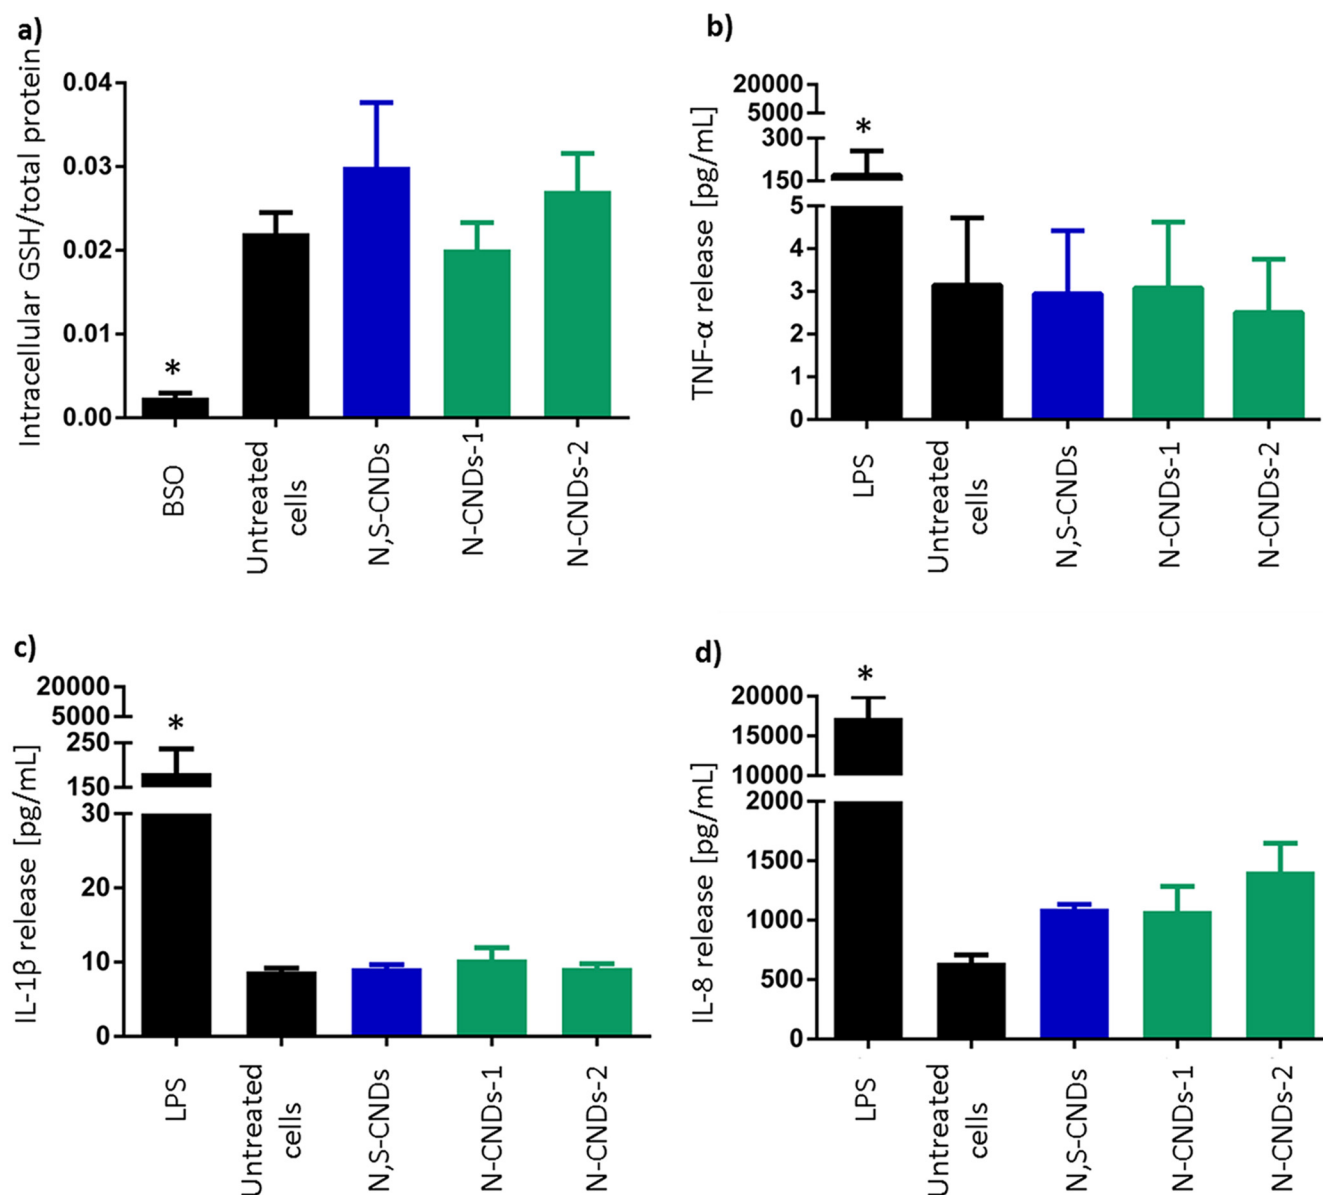 a)
Intracellular GSH/total protein
0.04
0.03
0.02
0.01
0.00
*
BSO
Untreated
cells
N,S-CNDs
N-CNDs-1
N-CNDs-2
b)
TNF-α release [pg/mL]
20000
5000
300
150
5
4
3
2
1
0
*
LPS
Untreated
cells
N,S-CNDs
N-CNDs-1
N-CNDs-2
c)
IL-1β release [pg/mL]
20000
5000
250
150
30
20
10
0
*
LPS
Untreated
cells
N,S-CNDs
N-CNDs-1
N-CNDs-2
d)
IL-8 release [pg/mL]
20000
15000
10000
2000
1500
1000
500
0
*
LPS
Untreated
cells
N,S-CNDs
N-CNDs-1
N-CNDs-2